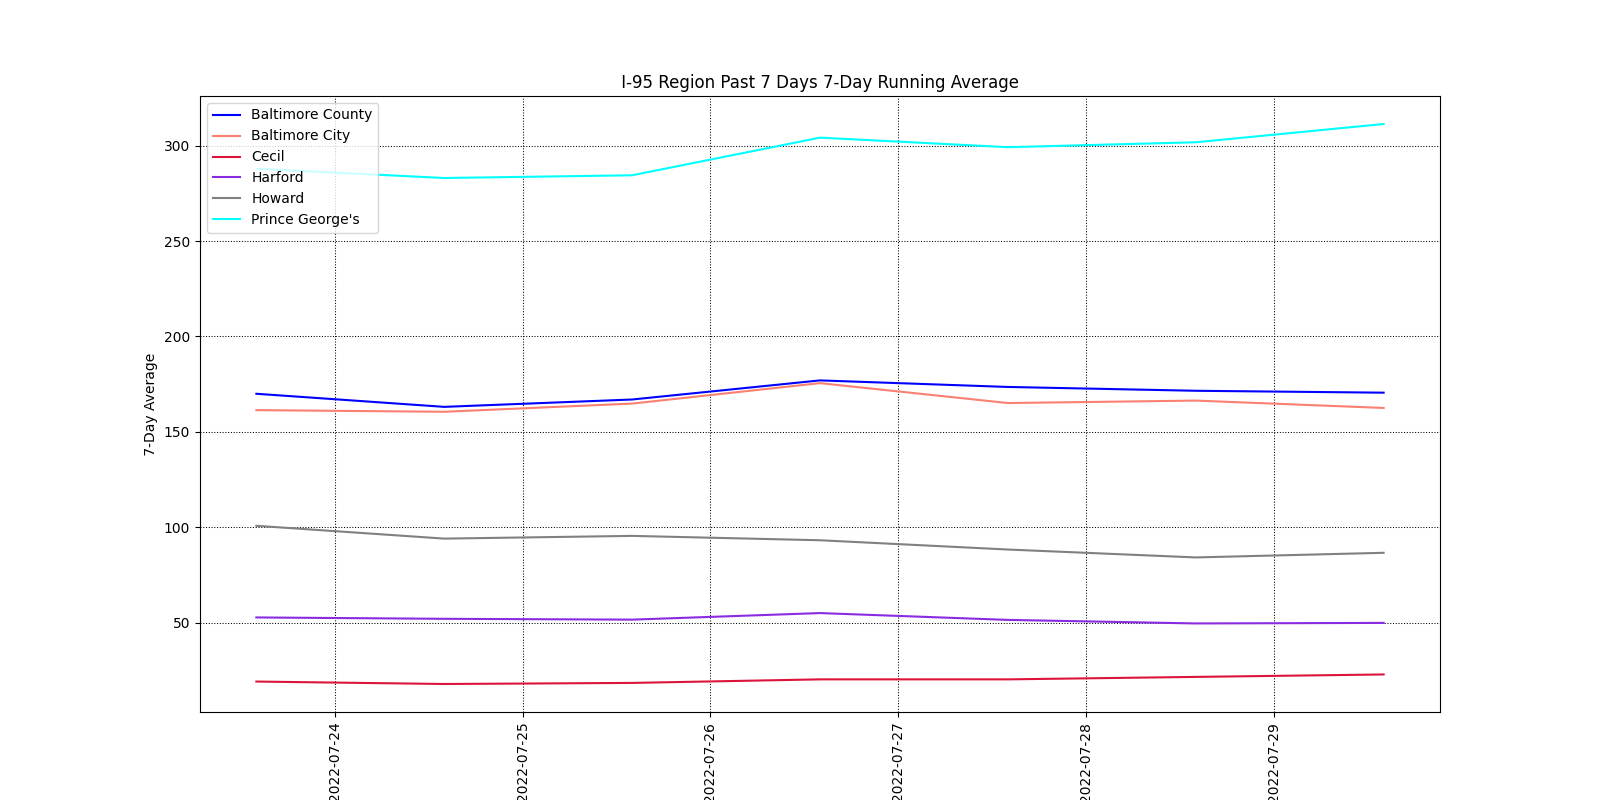 I-95 Region Past 7 Days 7-Day Running Average
Baltimore County
Baltimore City
Cecil
Harford
Howard
Prince George's
300
250
200
150
100
50
7-Day Average
2022-07-24
2022-07-25
2022-07-26
2022-07-27
2022-07-28
2022-07-29